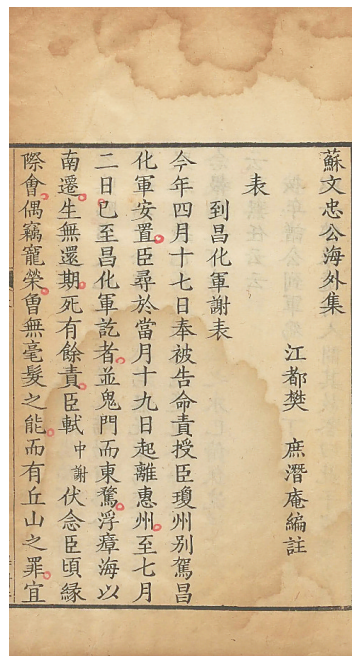 蘇文忠公海外集
江都樊 庶潛庵編註
表
到昌化軍謝表
今年四月十七日奉被告命責授臣瓊州別駕昌
化軍安置臣尋於當月十九日起離惠州至七月
二日已至昌化軍訖者並鬼門而東騖浮瘴海以
南遷生無還期死有餘責臣軾中謝伏念臣頃緣
際會偶竊寵榮曾無毫髮之能而有丘山之罪宜